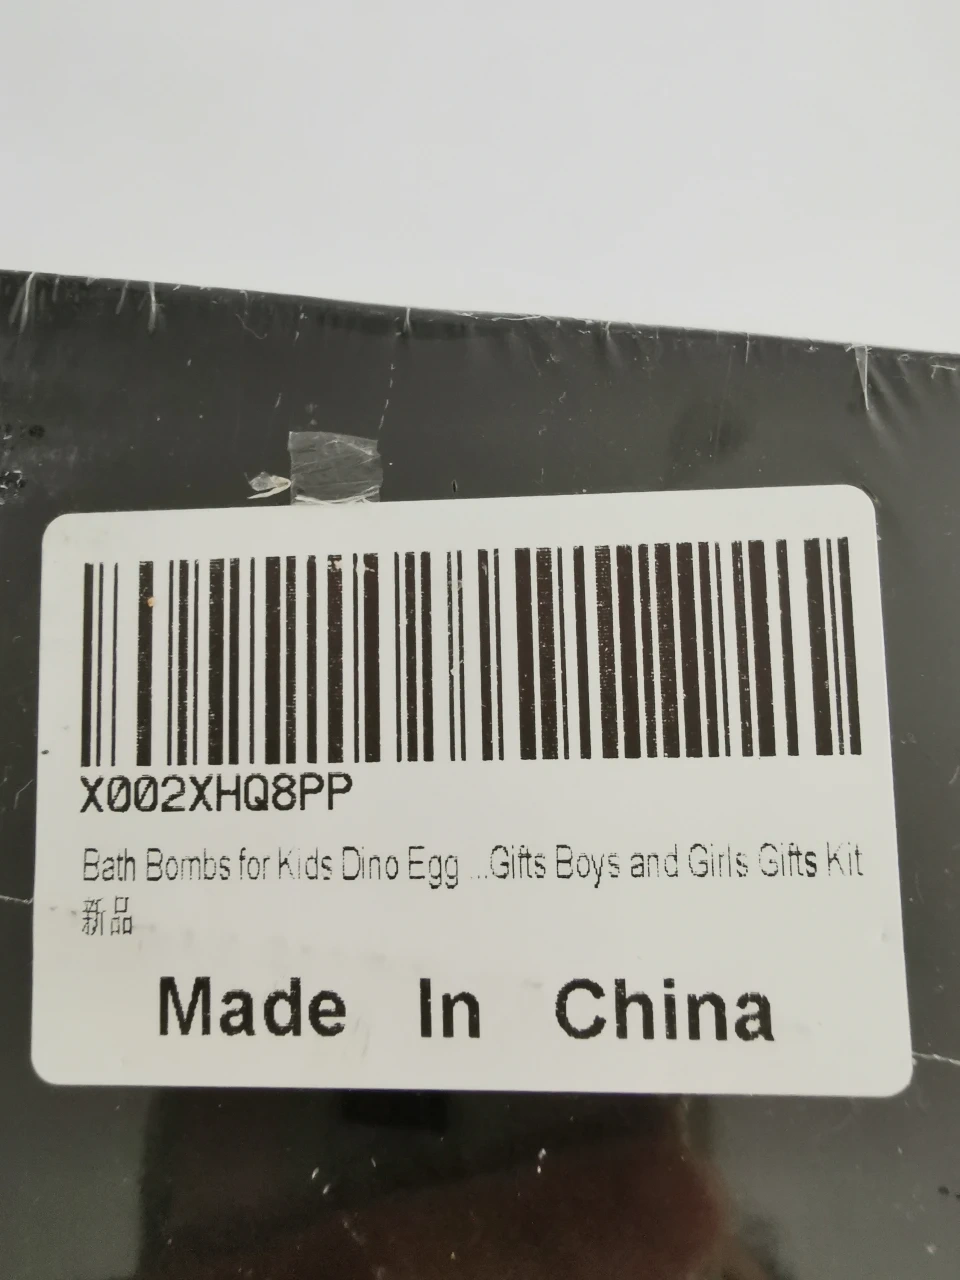 X002XHQ8PP
Bath Bombs for Kids Dino Egg ...Gifts Boys and Girls Gifts Kit
新品
Made In China